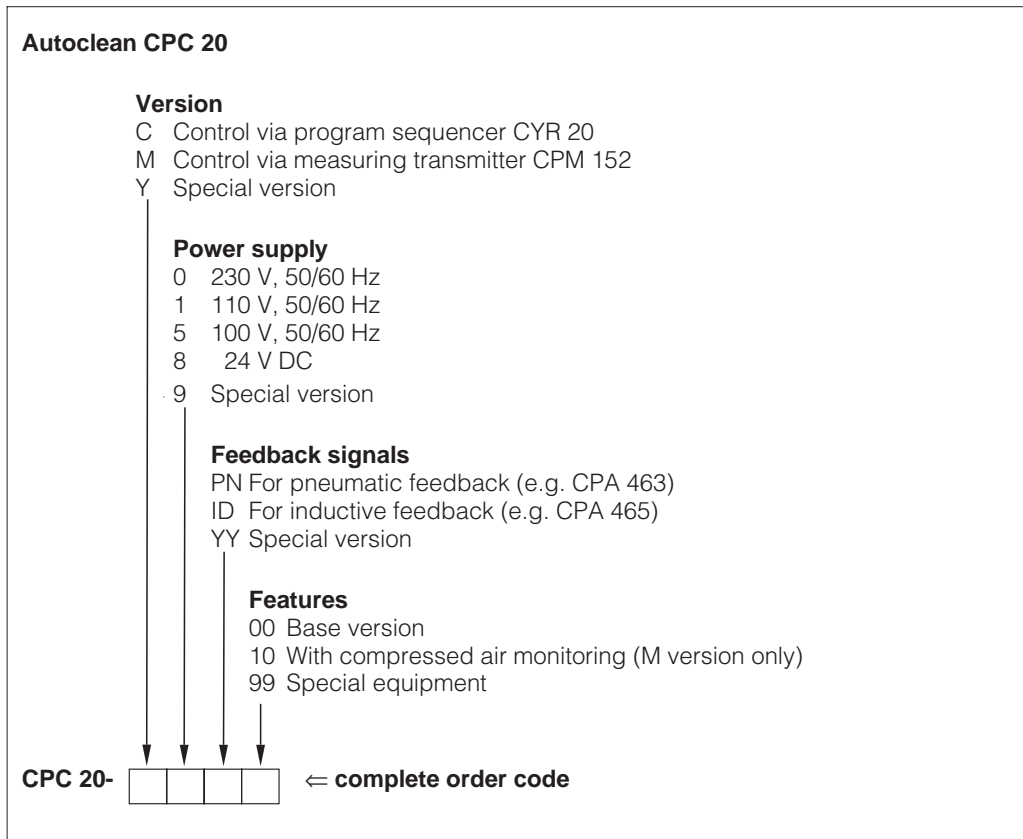 Autoclean CPC 20
Version
C Control via program sequencer CYR 20
M Control via measuring transmitter CPM 152
Y Special version
Power supply
0 230 V, 50/60 Hz
1 110 V, 50/60 Hz
5 100 V, 50/60 Hz
8 24 V DC
9 Special version
Feedback signals
PN For pneumatic feedback (e.g. CPA 463)
ID For inductive feedback (e.g. CPA 465)
YY Special version
Features
00 Base version
10 With compressed air monitoring (M version only)
99 Special equipment
CPC 20- ⇐ complete order code